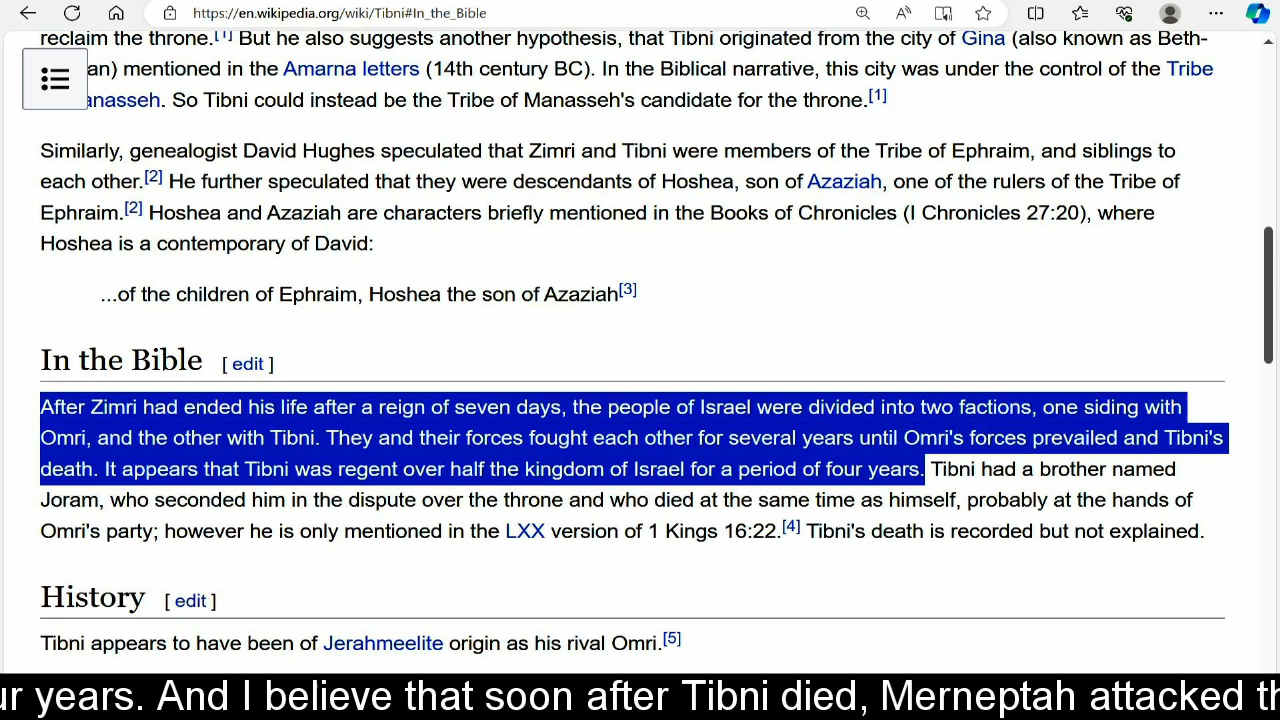 https://en.wikipedia.org/wiki/Tibni#In_the_Bible
reclaim the throne.[1] But he also suggests another hypothesis, that Tibni originated from the city of Gina (also known as Beth-
an) mentioned in the Amarna letters (14th century BC). In the Biblical narrative, this city was under the control of the Tribe
anasseh. So Tibni could instead be the Tribe of Manasseh's candidate for the throne.[1]
Similarly, genealogist David Hughes speculated that Zimri and Tibni were members of the Tribe of Ephraim, and siblings to
each other.[2] He further speculated that they were descendants of Hoshea, son of Azaziah, one of the rulers of the Tribe of
Ephraim.[2] Hoshea and Azaziah are characters briefly mentioned in the Books of Chronicles (I Chronicles 27:20), where
Hoshea is a contemporary of David:
...of the children of Ephraim, Hoshea the son of Azaziah[3]
In the Bible [ edit ]
After Zimri had ended his life after a reign of seven days, the people of Israel were divided into two factions, one siding with
Omri, and the other with Tibni. They and their forces fought each other for several years until Omri's forces prevailed and Tibni's
death. It appears that Tibni was regent over half the kingdom of Israel for a period of four years. Tibni had a brother named
Joram, who seconded him in the dispute over the throne and who died at the same time as himself, probably at the hands of
Omri's party; however he is only mentioned in the LXX version of 1 Kings 16:22.[4] Tibni's death is recorded but not explained.
History [ edit ]
Tibni appears to have been of Jerahmeelite origin as his rival Omri.[5]
ur years. And I believe that soon after Tibni died, Merneptah attacked th